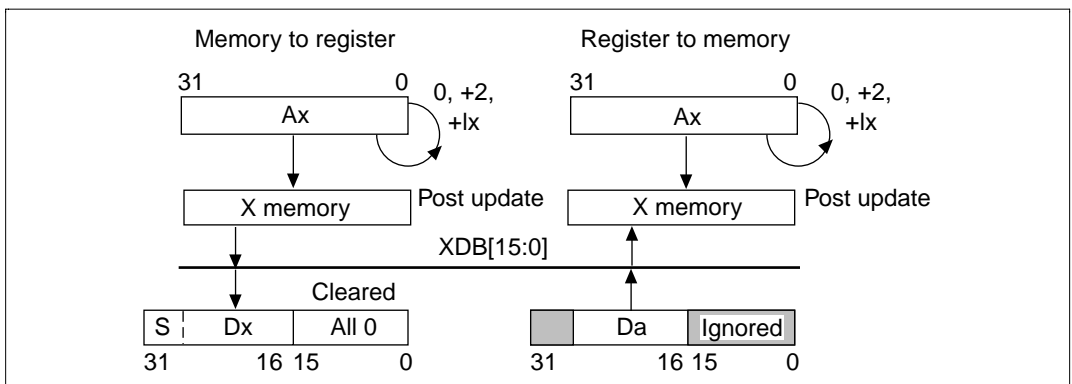 Memory to register
Register to memory
31 0
0, +2,
+Ix
Ax
31 0
0, +2,
+Ix
Ax
X memory
Post update
X memory
Post update
XDB[15:0]
Cleared
S Dx All 0
31 16 15 0
Da Ignored
31 16 15 0